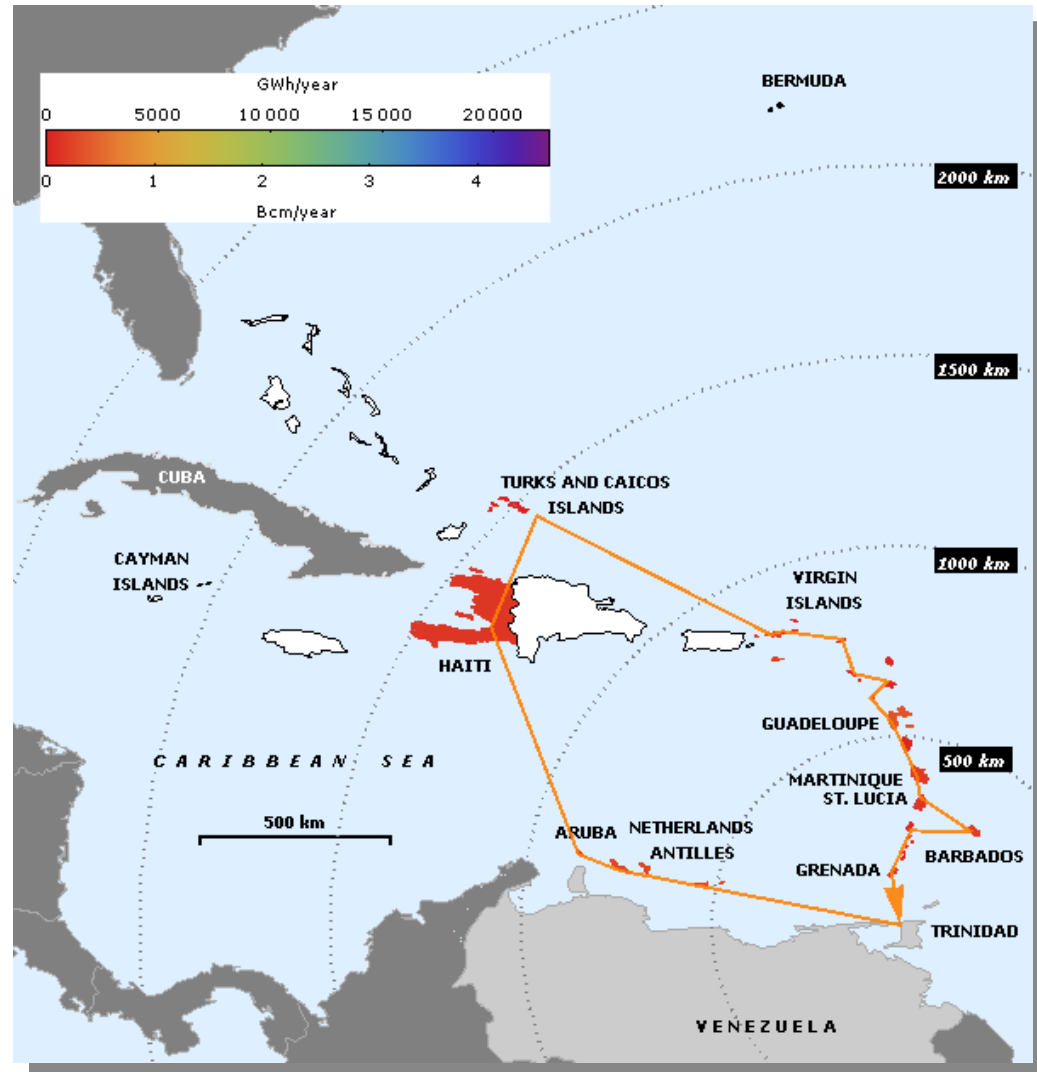 GWh/year
0 5000 10 000 15 000 20000
0 1 2 3 4
Bcm/year
BERMUDA
2000 km
1500 km
CUBA
TURKS AND CAICOS
ISLANDS
CAYMAN
ISLANDS
1000 km
VIRGIN
ISLANDS
HAITI
GUADELOUPE
CARIBBEAN SEA
500 km
MARTINIQUE
ST. LUCIA
500 km
ARUBA
NETHERLANDS
ANTILLES
BARBADOS
GRENADA
TRINIDAD
VENEZUELA